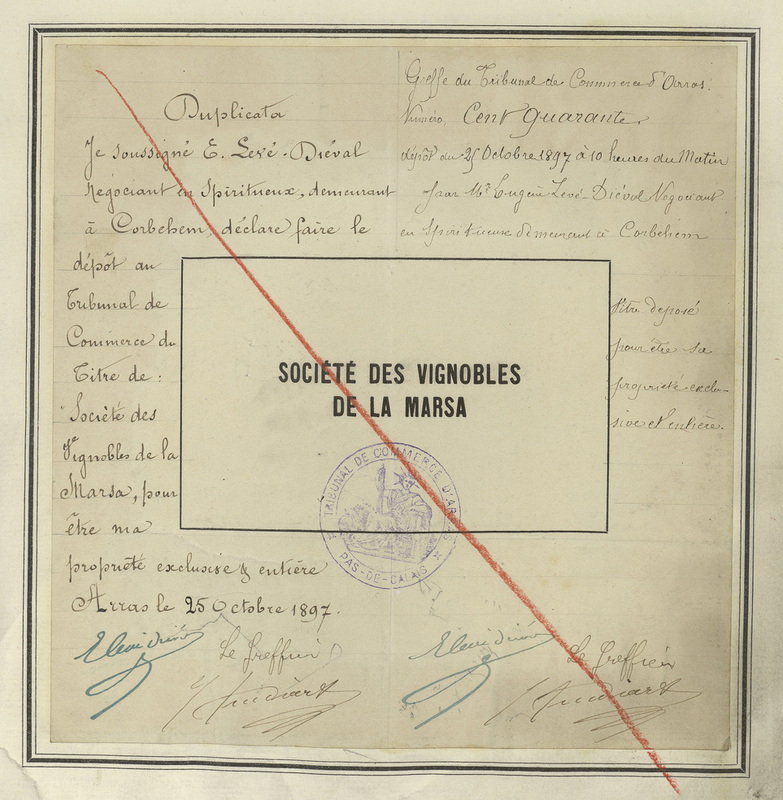 Duplicata
Je soussigné E. Levé-Diéval
Négociant en Spiritueux, demeurant
à Corbehem, déclare faire le
dépôt au
Tribunal de
Commerce du
Titre de :
Société des
Vignobles de la
Marsa, pour
être ma
propriété exclusive & entière
Arras le 25 Octobre 1897.
Le Greffier
Greffe du Tribunal de Commerce d'Arras.
Numéro, Cent quarante.
dépôt du 25 Octobre 1897 à 10 heures du Matin
par Mr Eugène Levé-Diéval Négociant
en Spiritueux demeurant à Corbehem
titre déposé
pour être sa
propriété exclu-
sive et entière.
SOCIÉTÉ DES VIGNOBLES
DE LA MARSA
TRIBUNAL DE COMMERCE D'AR
PAS-DE-CALAIS
Le Greffier